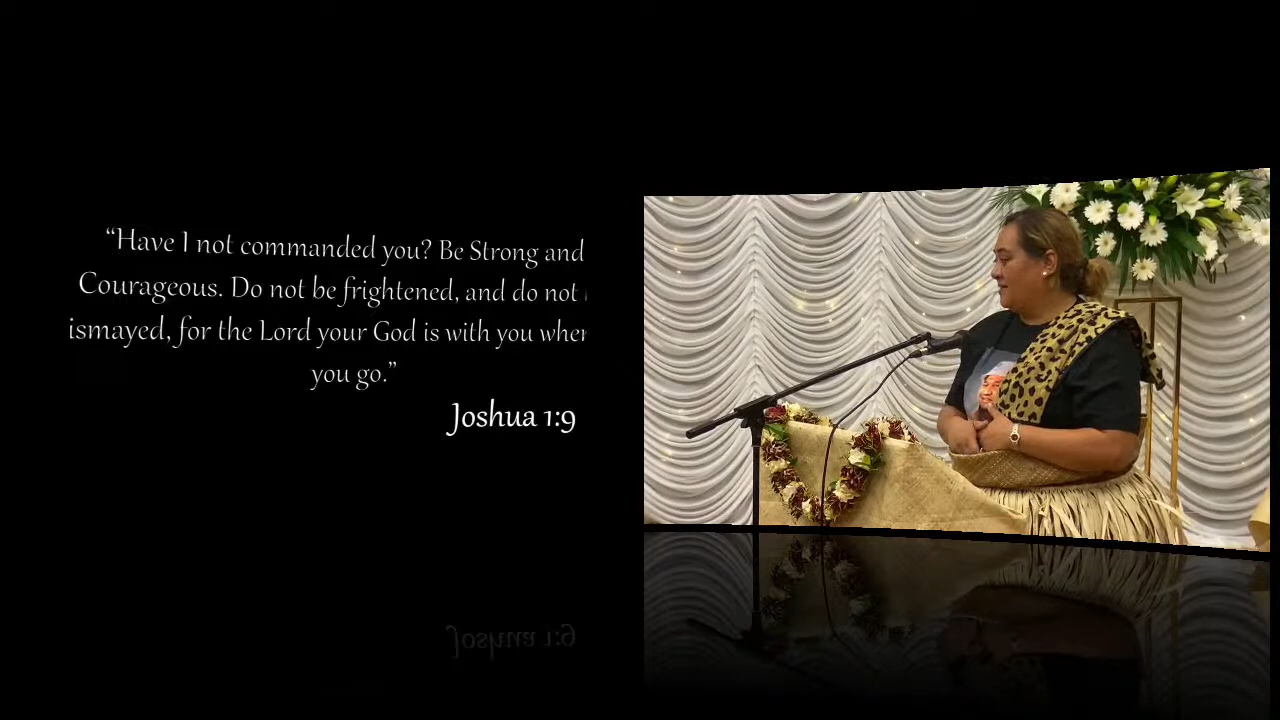 “Have I not commanded you? Be Strong and
Courageous. Do not be frightened, and do not
ismayed, for the Lord your God is with you wher
you go.”
Joshua 1:9